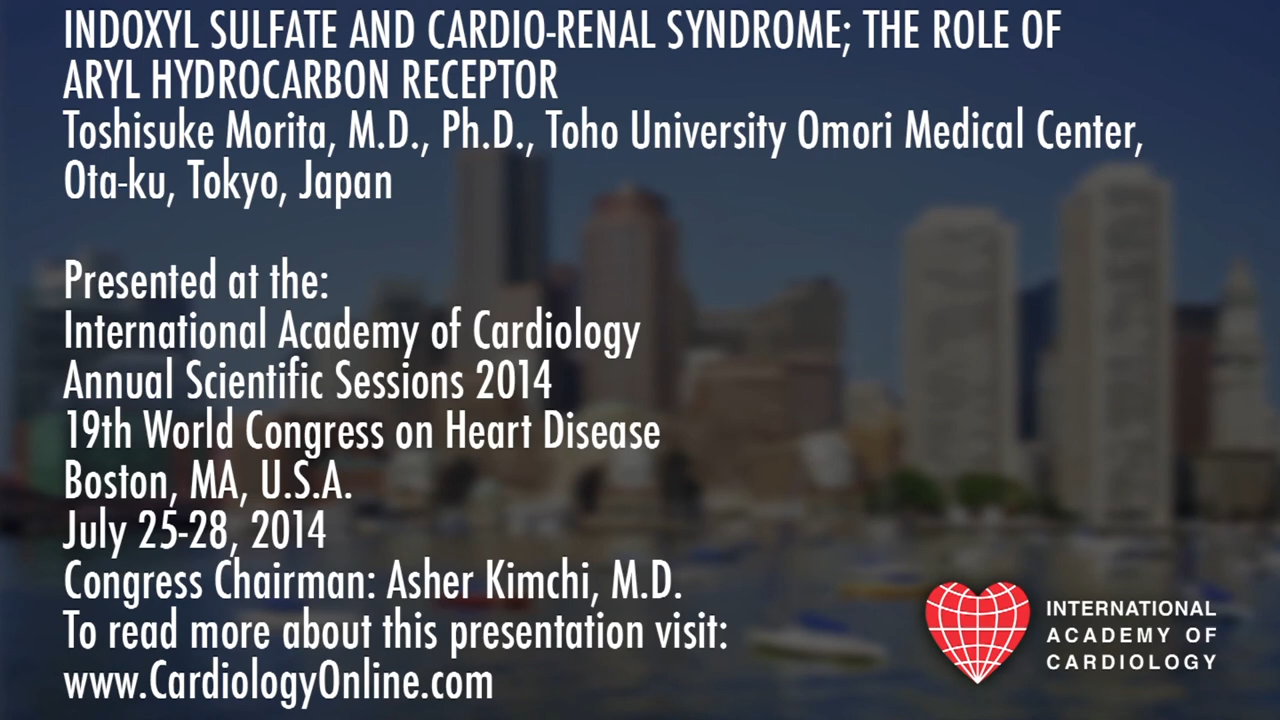 INDOXYL SULFATE AND CARDIO-RENAL SYNDROME; THE ROLE OF
ARYL HYDROCARBON RECEPTOR
Toshisuke Morita, M.D., Ph.D., Toho University Omori Medical Center,
Ota-ku, Tokyo, Japan
Presented at the:
International Academy of Cardiology
Annual Scientific Sessions 2014
19th World Congress on Heart Disease
Boston, MA, U.S.A.
July 25-28, 2014
Congress Chairman: Asher Kimchi, M.D.
To read more about this presentation visit:
www.CardiologyOnline.com
INTERNATIONAL
ACADEMY OF
CARDIOLOGY